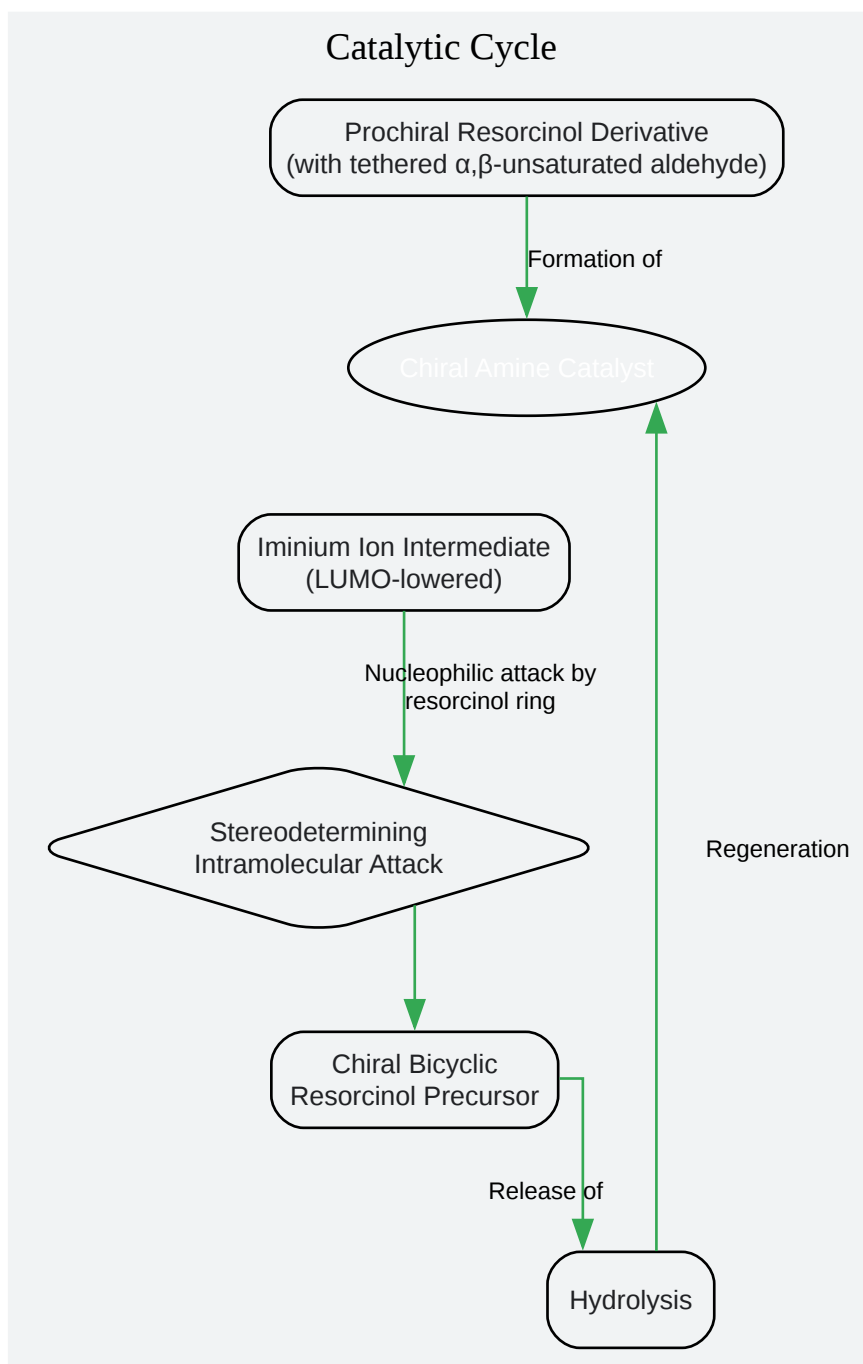 Catalytic Cycle
Prochiral Resorcinol Derivative
(with tethered α,β-unsaturated aldehyde)
Formation of
Chiral Amine Catalyst
Iminium Ion Intermediate
(LUMO-lowered)
Nucleophilic attack by
resorcinol ring
Stereodetermining
Intramolecular Attack
Regeneration
Chiral Bicyclic
Resorcinol Precursor
Release of
Hydrolysis